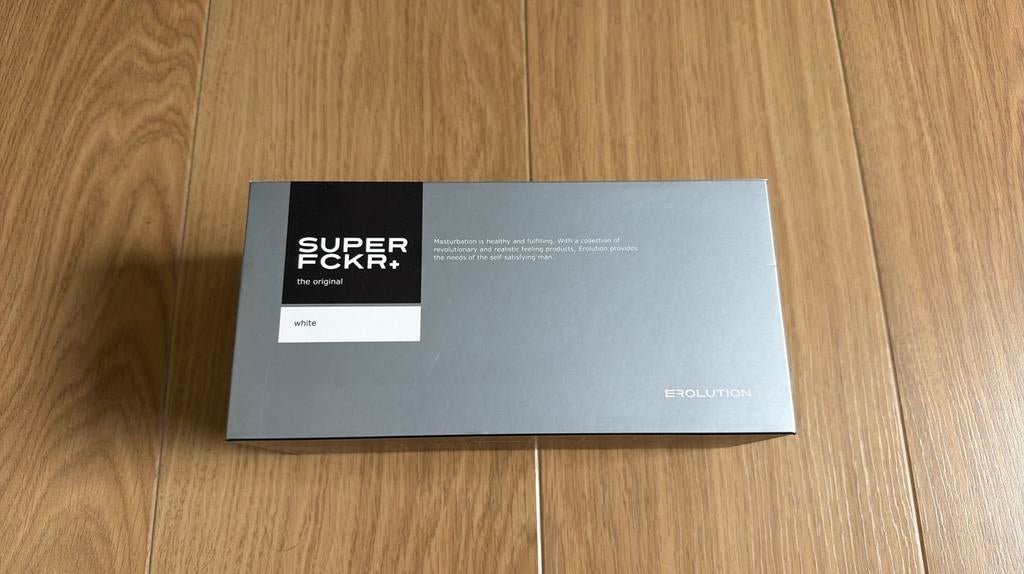 SUPER
FCKR+
the original
white
Masturbation is healthy and fulfilling. With a collection of
revolutionary and realistic feeling products, Erolution provides
the needs of the self-satisfying man.
EROLUTION